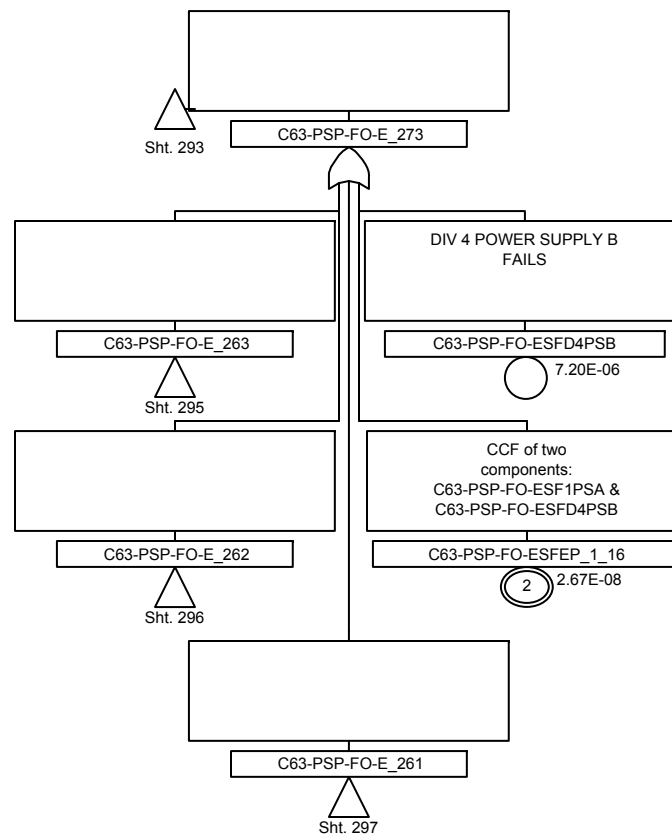 Sht. 293
C63-PSP-FO-E_273
C63-PSP-FO-E_263
Sht. 295
DIV 4 POWER SUPPLY B
FAILS
C63-PSP-FO-ESFD4PSB
7.20E-06
C63-PSP-FO-E_262
Sht. 296
CCF of two
components:
C63-PSP-FO-ESF1PSA &
C63-PSP-FO-ESFD4PSB
C63-PSP-FO-ESFEP_1_16
2
2.67E-08
C63-PSP-FO-E_261
Sht. 297